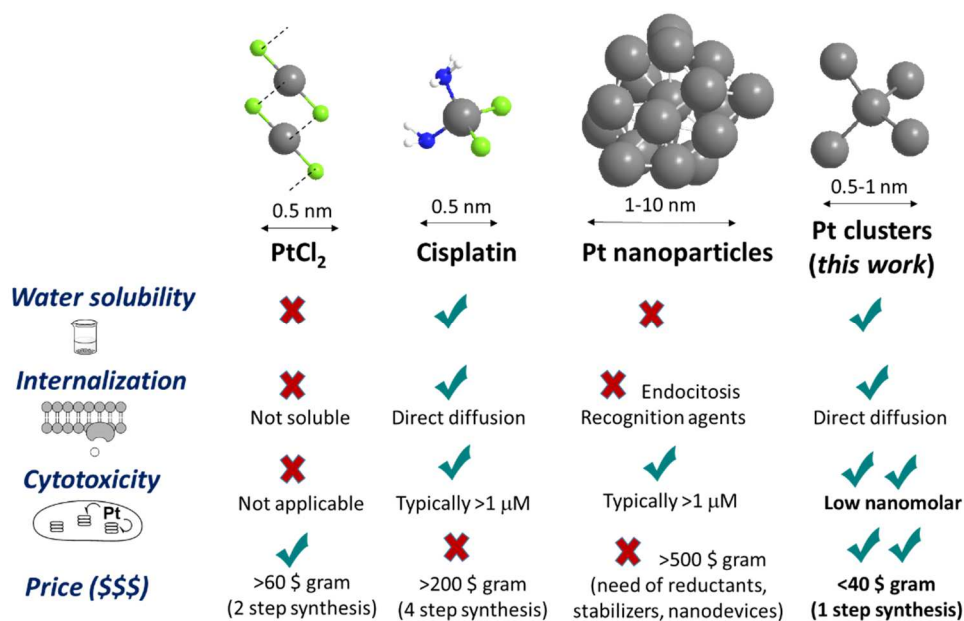 0.5 nm
PtCl₂
0.5 nm
Cisplatin
1-10 nm
Pt nanoparticles
0.5-1 nm
Pt clusters
(this work)
Water solubility
Internalization
Not soluble
Direct diffusion
Endocitosis
Recognition agents
Direct diffusion
Cytotoxicity
Pt
Not applicable
Typically >1 μM
Typically >1 μM
Low nanomolar
Price ($$$)
>60 $ gram
(2 step synthesis)
>200 $ gram
(4 step synthesis)
>500 $ gram
(need of reductants,
stabilizers, nanodevices)
<40 $ gram
(1 step synthesis)